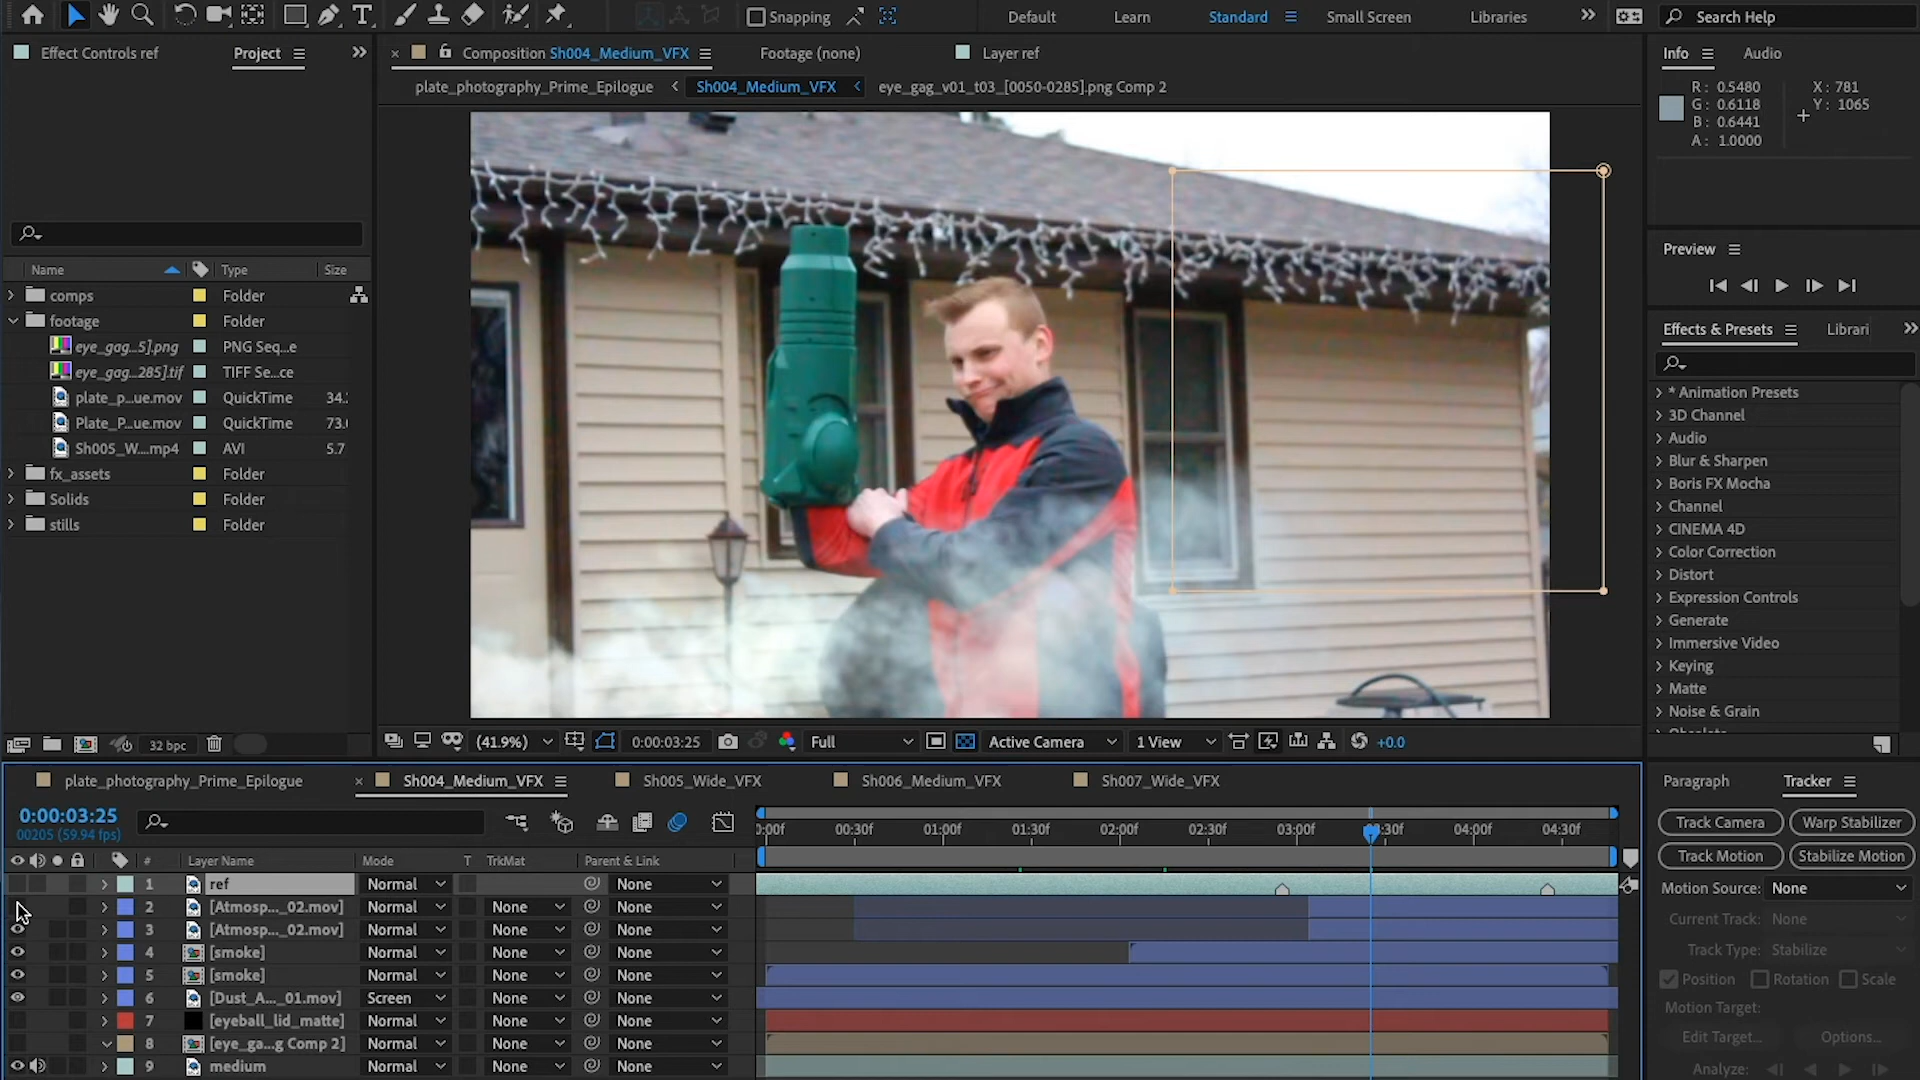 Snapping
Default
Learn
Standard
Small Screen
Libraries
Search Help
Effect Controls ref
Project
Composition Sh004_Medium_VFX
Footage (none)
Layer ref
Info
Audio
plate_photography_Prime_Epilogue
Sh004_Medium_VFX
eye_gag_v01_t03_[0050-0285].png Comp 2
R: 0.5480
G: 0.6118
B: 0.6441
A: 1.0000
X: 781
Y: 1065
Name
Type
Size
comps
Folder
footage
Folder
eye_gag...5].png
PNG Seq...e
eye_gag...285].tif
TIFF Se...ce
plate_p...ue.mov
QuickTime
34.
Plate_P...ue.mov
QuickTime
73.
Sh005_W....mp4
AVI
5.7
fx_assets
Folder
Solids
Folder
stills
Folder
Preview
Effects & Presets
Librari
* Animation Presets
3D Channel
Audio
Blur & Sharpen
Boris FX Mocha
Channel
CINEMA 4D
Color Correction
Distort
Expression Controls
Generate
Immersive Video
Keying
Matte
Noise & Grain
32 bpc
(41.9%)
0:00:03:25
Full
Active Camera
1 View
+0.0
plate_photography_Prime_Epilogue
Sh004_Medium_VFX
Sh005_Wide_VFX
Sh006_Medium_VFX
Sh007_Wide_VFX
Paragraph
Tracker
0:00:03:25
00205 (59.94 fps)
:00f
00:30f
01:00f
01:30f
02:00f
02:30f
03:00f
:30f
04:00f
04:30f
Track Camera
Warp Stabilizer
Track Motion
Stabilize Motion
#
Layer Name
Mode
T
TrkMat
Parent & Link
1
ref
Normal
None
2
[Atmosp..._02.mov]
Normal
None
None
3
[Atmosp..._02.mov]
Normal
None
None
4
[smoke]
Normal
None
None
5
[smoke]
Normal
None
None
6
[Dust_A..._01.mov]
Screen
None
None
7
[eyeball_lid_matte]
Normal
None
None
8
[eye_ga...g Comp 2]
Normal
None
None
9
medium
Normal
None
None
Motion Source: None
Current Track: None
Track Type: Stabilize
Position
Rotation
Scale
Motion Target:
Edit Target...
Options...
Analyze: